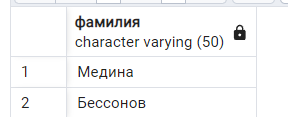 фамилия
character varying (50)
1 Медина
2 Бессонов